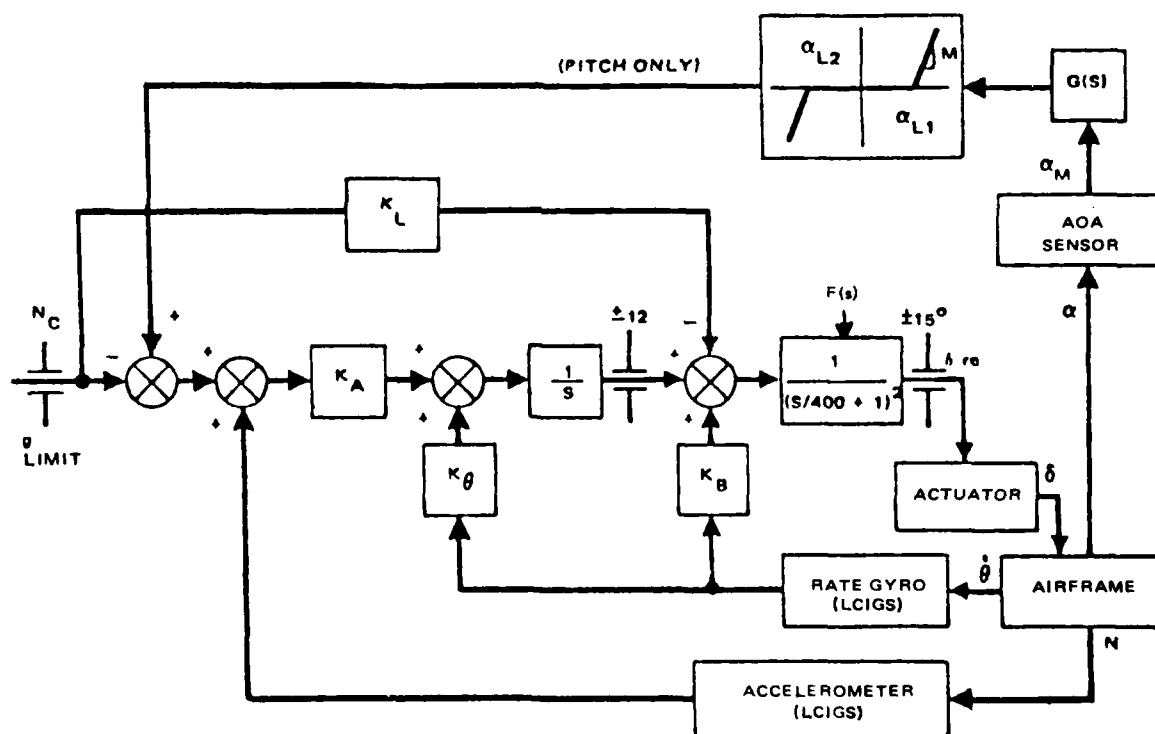 (PITCH ONLY)
α L2
M
α L1
G(S)
α M
AOA
SENSOR
α
K L
N C
+
-
+
+
K A
+
+
1
S
±12
-
+
+
F(s)
1
(S/400 + 1) 2
±15°
LIMIT
K θ
K B
ACTUATOR
δ
RATE GYRO
(LCIGS)
θ̇
AIRFRAME
N
ACCELEROMETER
(LCIGS)